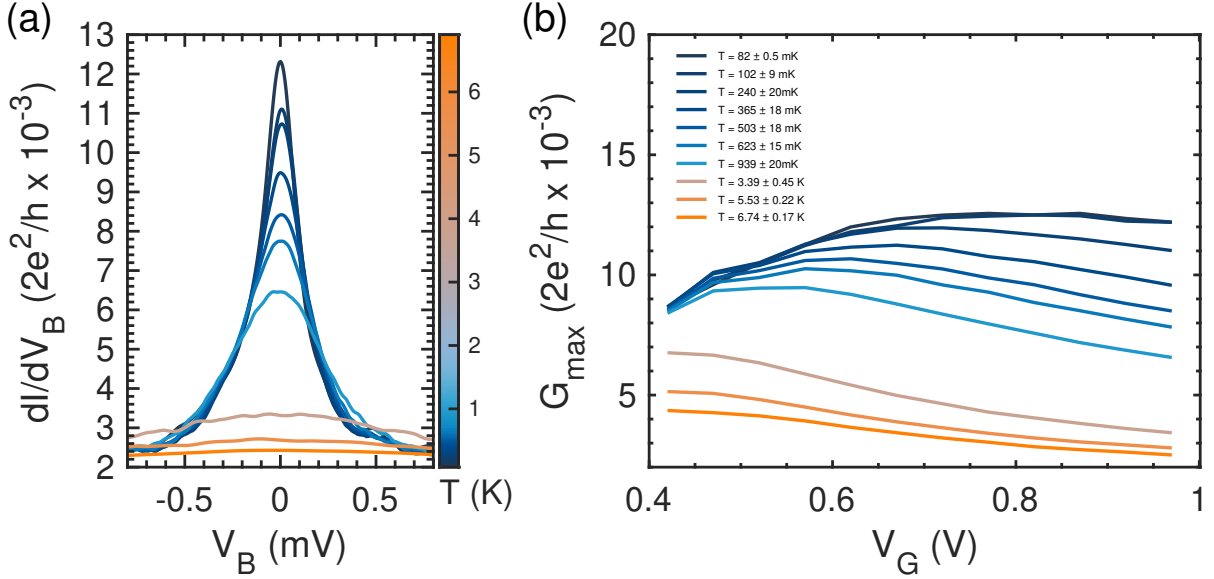 (a)
13
12
11
10
9
8
7
6
5
4
3
2
dI/dV_B (2e^2/h x 10^-3)
-0.5
0
0.5
V_B (mV)
6
5
4
3
2
1
T (K)
(b)
20
15
10
5
G_max (2e^2/h x 10^-3)
T = 82 ± 0.5 mK
T = 102 ± 9 mK
T = 240 ± 20mK
T = 365 ± 18 mK
T = 503 ± 18 mK
T = 623 ± 15 mK
T = 939 ± 20mK
T = 3.39 ± 0.45 K
T = 5.53 ± 0.22 K
T = 6.74 ± 0.17 K
0.4
0.6
0.8
1
V_G (V)